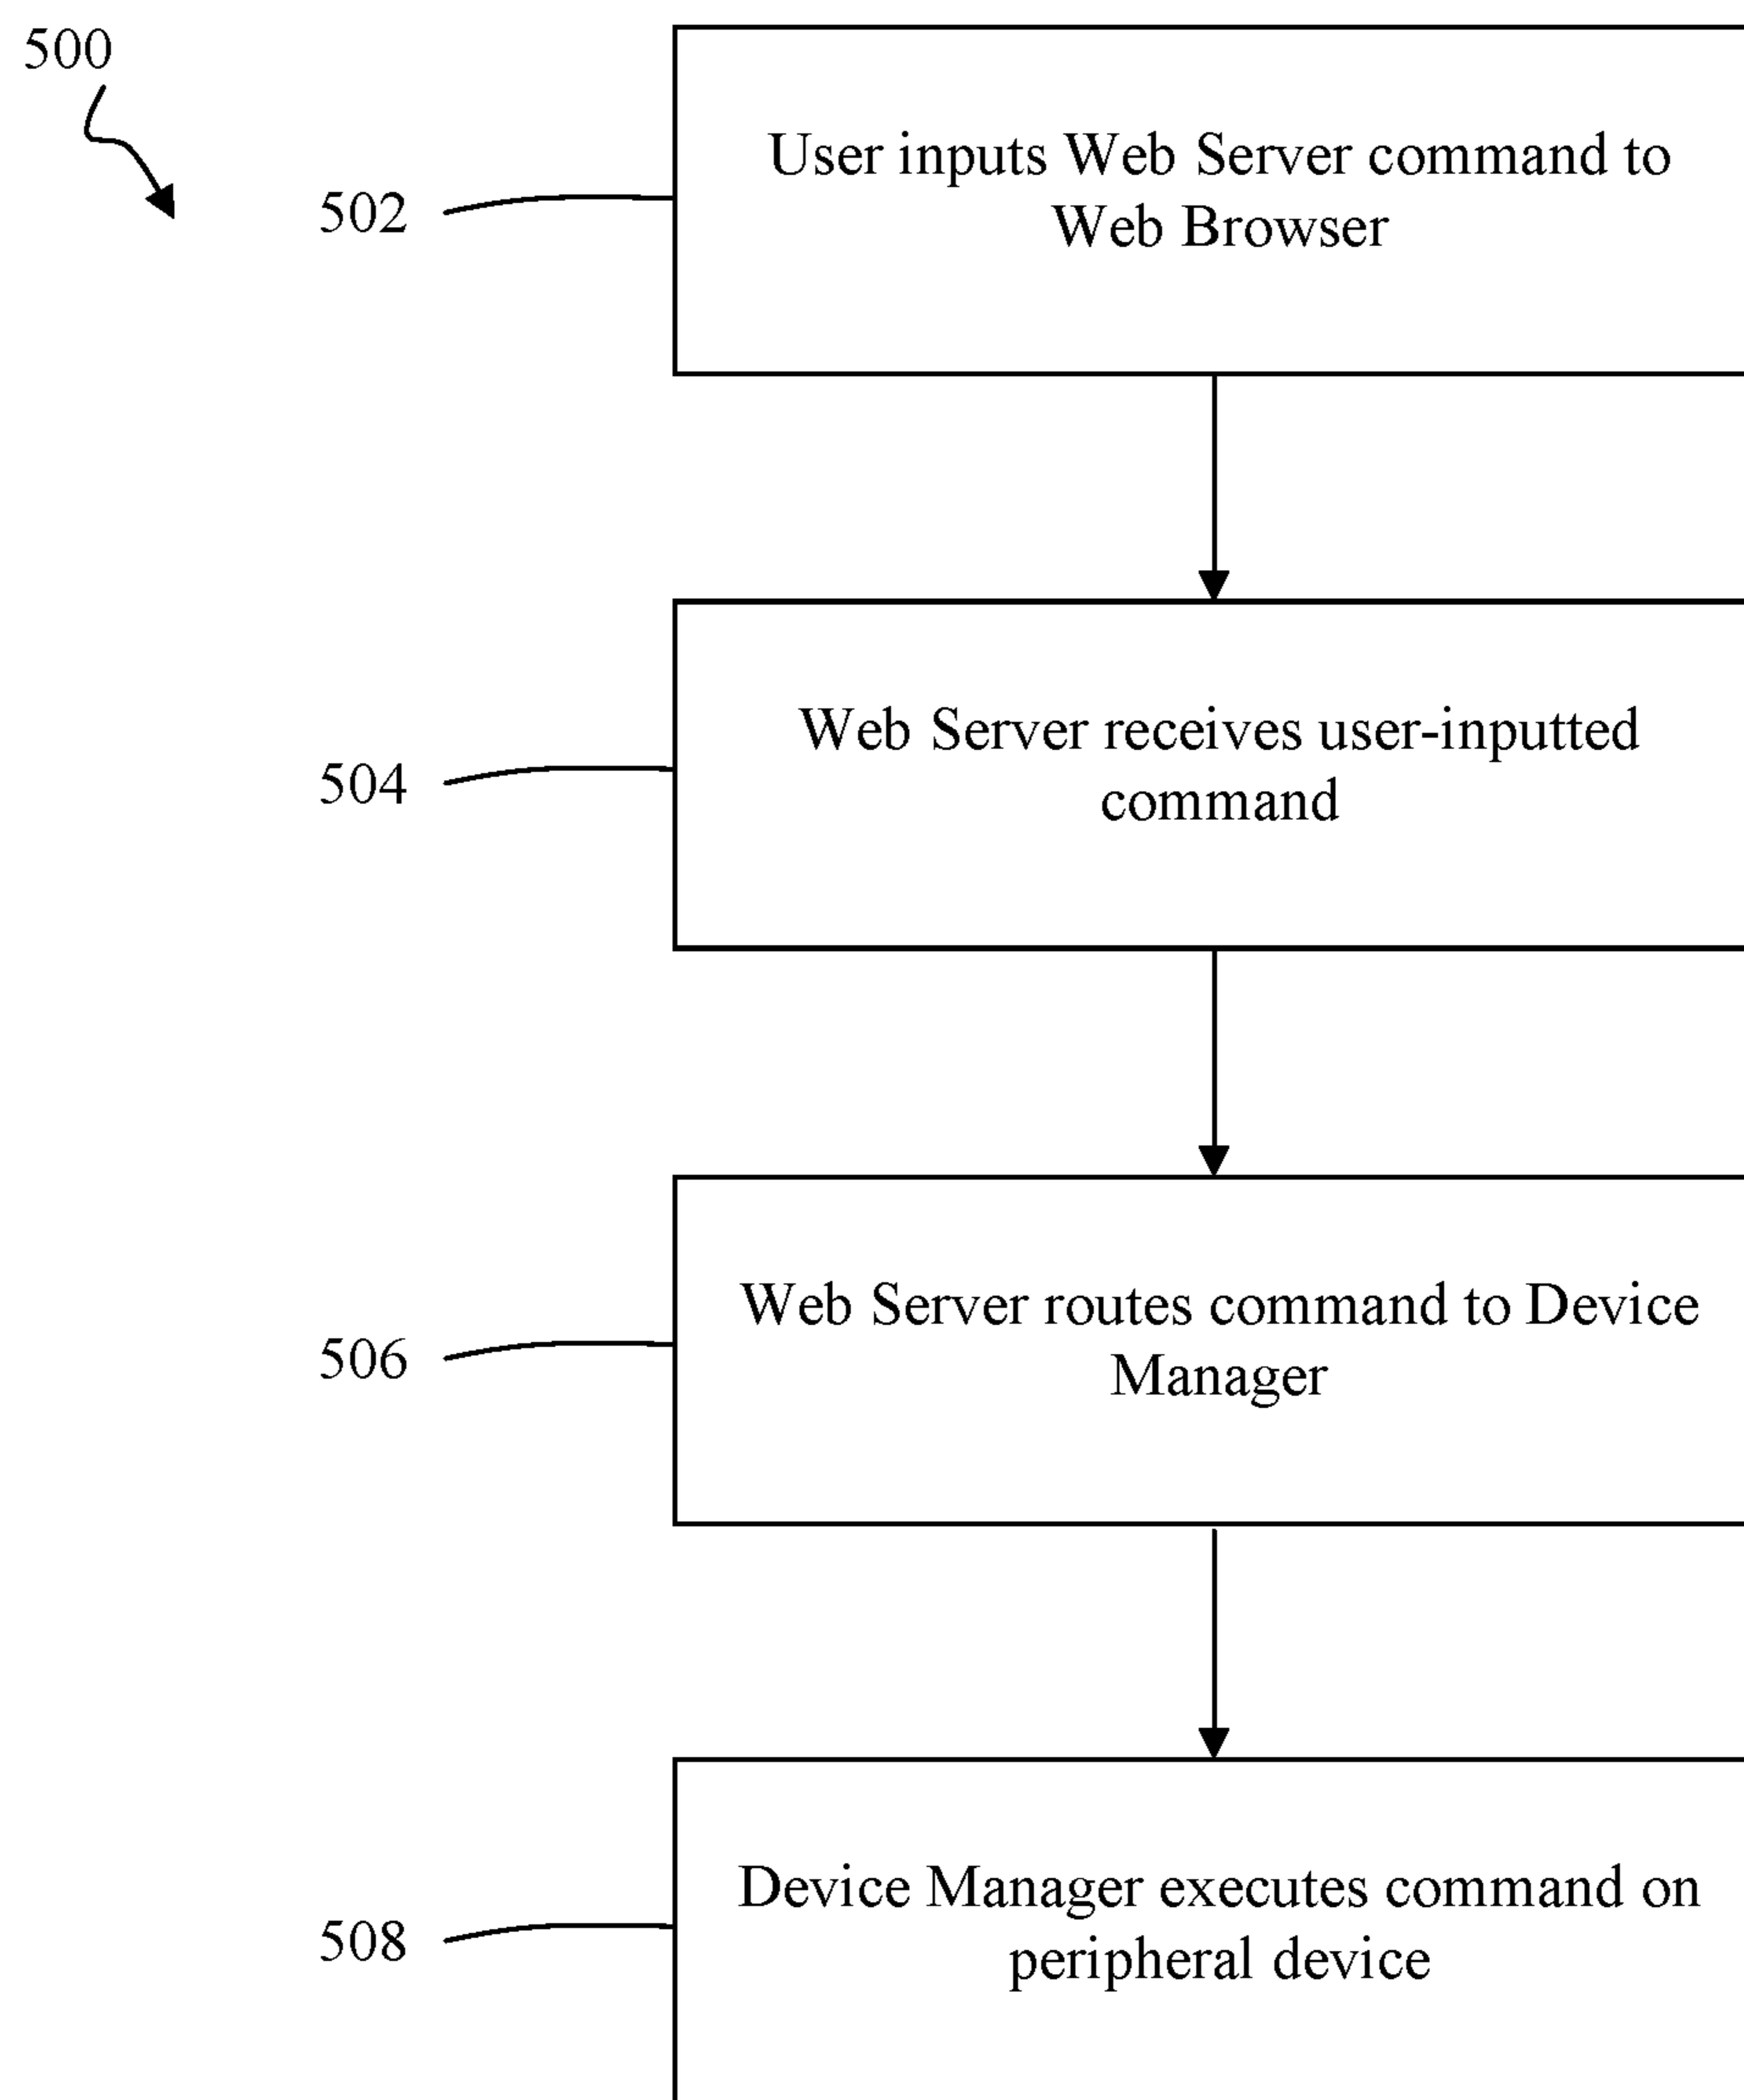 500
502
User inputs Web Server command to
Web Browser
504
Web Server receives user-inputted
command
506
Web Server routes command to Device
Manager
508
Device Manager executes command on
peripheral device